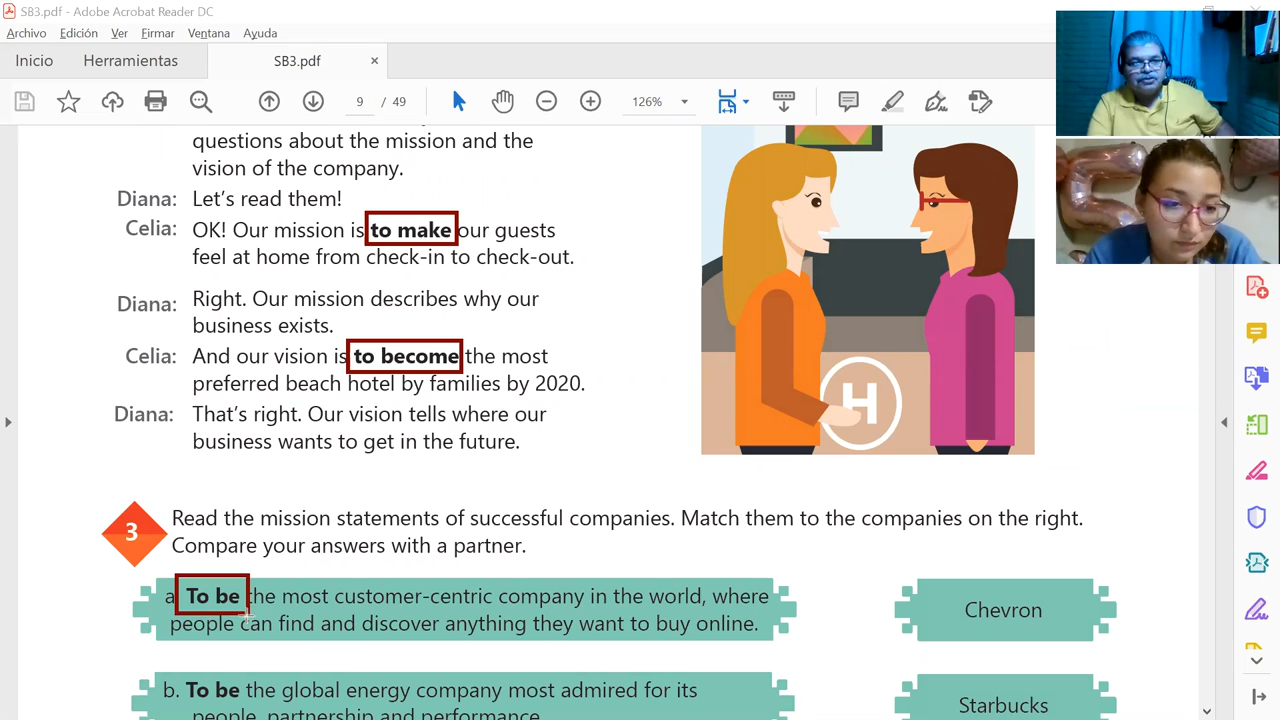 SB3.pdf - Adobe Acrobat Reader DC
Archivo Edición Ver Firmar Ventana Ayuda
Inicio Herramientas SB3.pdf ×
9 / 49 126%
questions about the mission and the
vision of the company.
Diana: Let's read them!
Celia: OK! Our mission is to make our guests
feel at home from check-in to check-out.
Diana: Right. Our mission describes why our
business exists.
Celia: And our vision is to become the most
preferred beach hotel by families by 2020.
Diana: That's right. Our vision tells where our
business wants to get in the future.
H
3 Read the mission statements of successful companies. Match them to the companies on the right.
Compare your answers with a partner.
a. To be the most customer-centric company in the world, where
people can find and discover anything they want to buy online.
Chevron
b. To be the global energy company most admired for its
people, partnership and performance
Starbucks